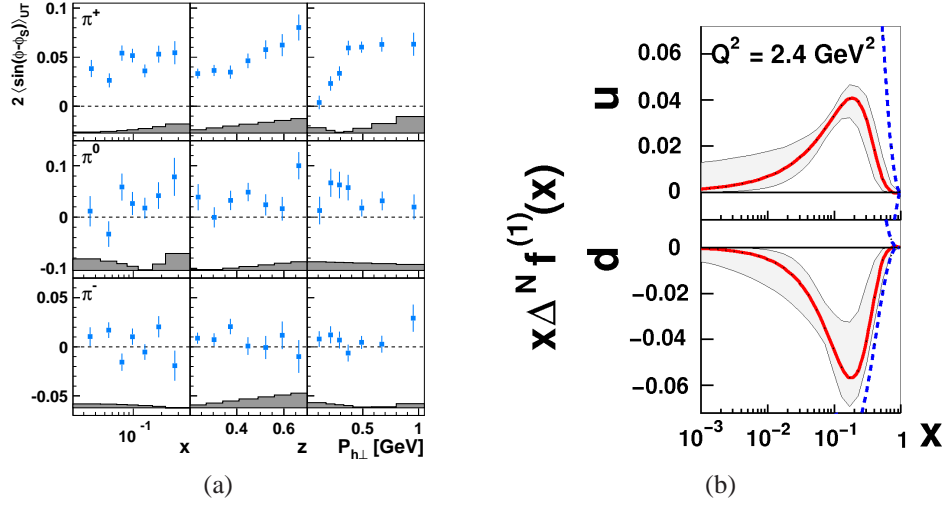 2 ⟨sin(ϕ-ϕS)⟩UT
π+
0.1
0.05
0
π0
0.1
0
-0.1
π-
0.05
0
-0.05
10-1
x
0.4
0.6
z
0.5
1
Ph⊥ [GeV]
(a)
x Δ N f (1) (x)
u
Q2 = 2.4 GeV2
0.06
0.04
0.02
0
d
0
−0.02
−0.04
−0.06
10−3
10−2
10−1
1
x
(b)